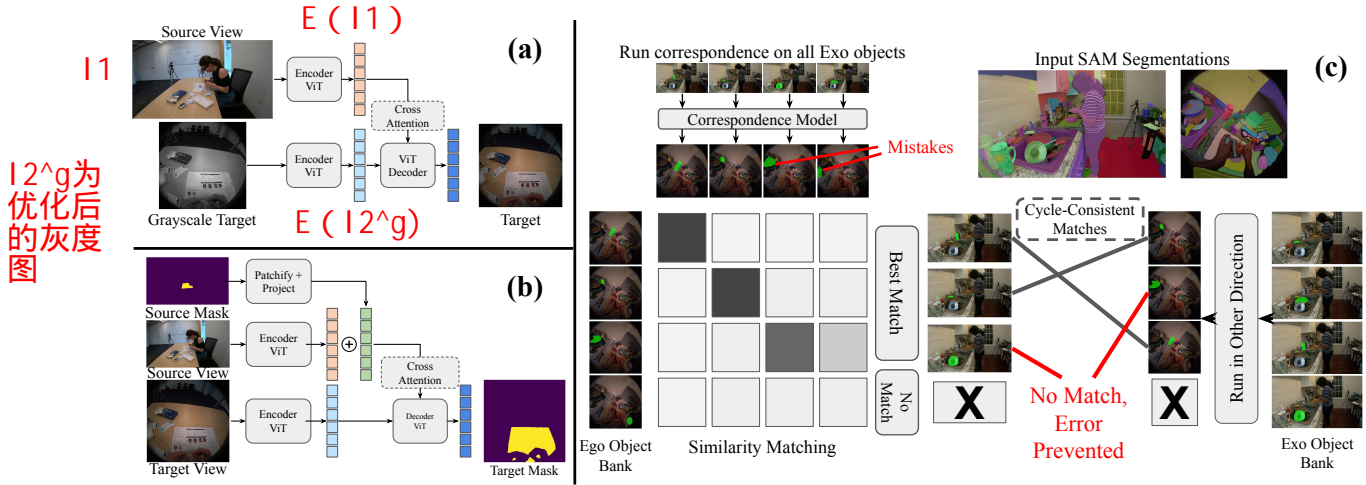 I1
I2^g为
优化后
的灰度
图
E(I1)
(a)
Source View
Encoder
ViT
Cross
Attention
Encoder
ViT
ViT
Decoder
Grayscale Target
E(I2^g)
Target
(b)
Patchify +
Project
Source Mask
Encoder
ViT
Source View
Cross
Attention
Encoder
ViT
Decoder
ViT
Target View
Target Mask
(c)
Run correspondence on all Exo objects
Correspondence Model
Mistakes
Input SAM Segmentations
Best Match
No
Match
Ego Object
Bank
Similarity Matching
X
Cycle-Consistent
Matches
No Match,
Error
Prevented
X
Run in Other Direction
Exo Object
Bank